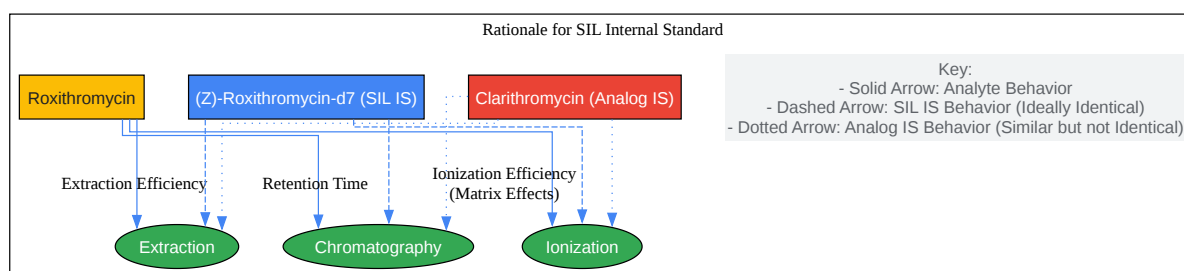 Rationale for SIL Internal Standard
Roxithromycin
(Z)-Roxithromycin-d7 (SIL IS)
Clarithromycin (Analog IS)
Key:
- Solid Arrow: Analyte Behavior
- Dashed Arrow: SIL IS Behavior (Ideally Identical)
- Dotted Arrow: Analog IS Behavior (Similar but not Identical)
Extraction Efficiency
Retention Time
Ionization Efficiency
(Matrix Effects)
Extraction
Chromatography
Ionization